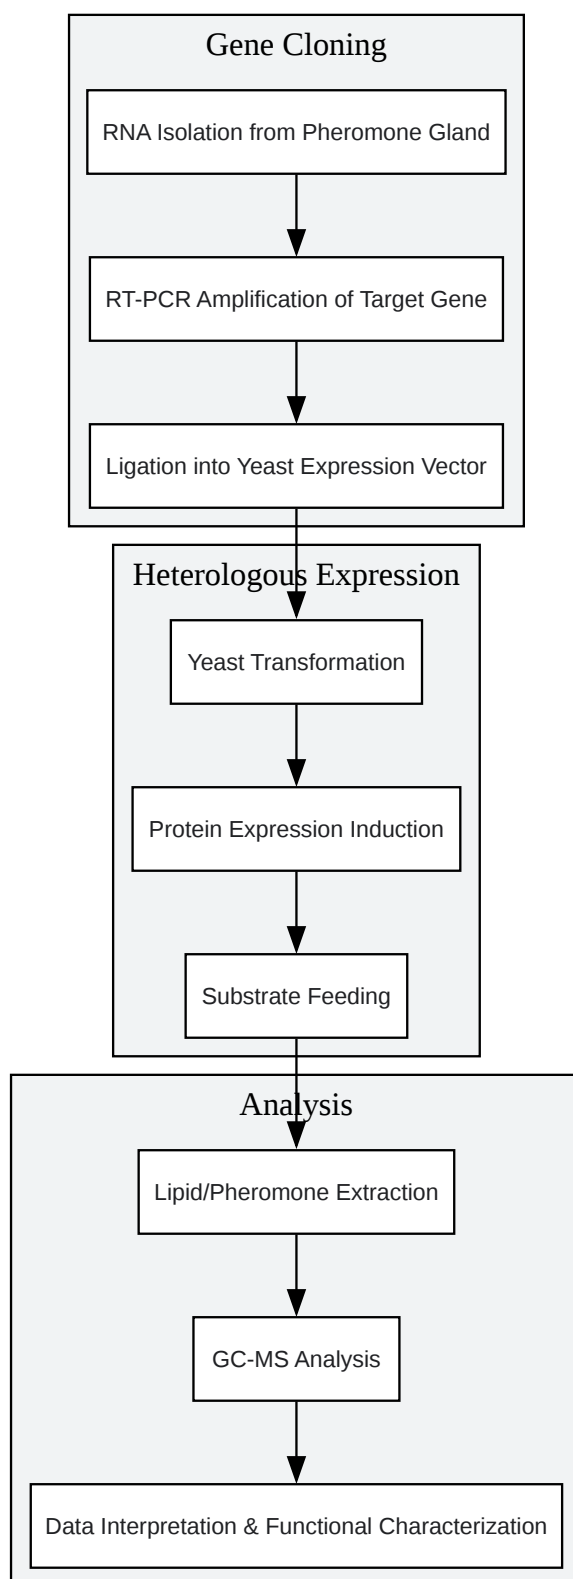 Gene Cloning
RNA Isolation from Pheromone Gland
RT-PCR Amplification of Target Gene
Ligation into Yeast Expression Vector
Heterologous Expression
Yeast Transformation
Protein Expression Induction
Substrate Feeding
Analysis
Lipid/Pheromone Extraction
GC-MS Analysis
Data Interpretation & Functional Characterization